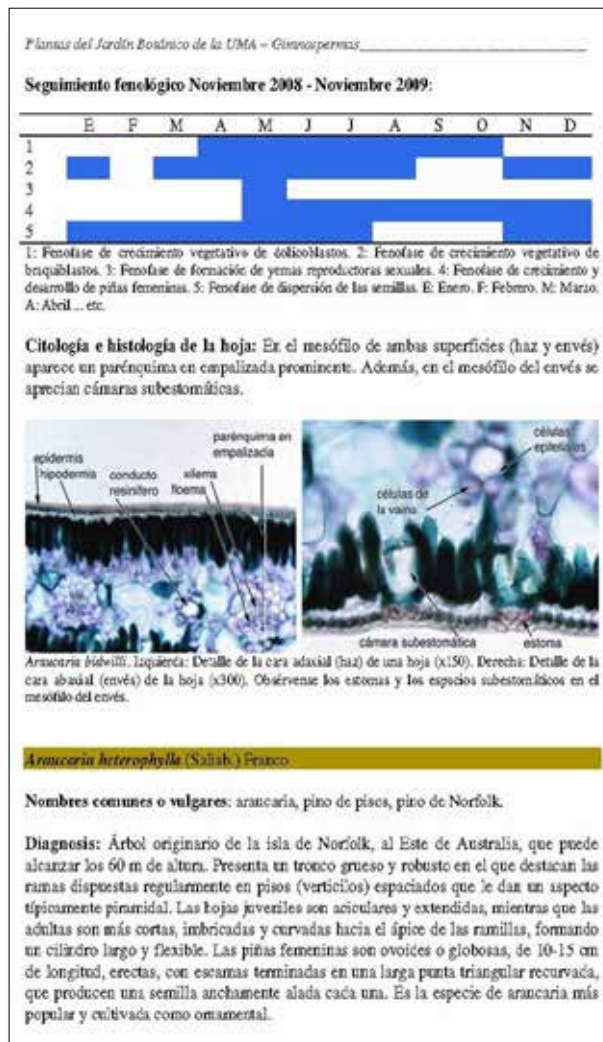 Plantas del Jardín Botánico de la UMA – Gimnospermas
Seguimiento fenológico Noviembre 2008 - Noviembre 2009:
E F M A M J J A S O N D
1
2
3
4
5
1: Fenofase de crecimiento vegetativo de dolicoblastos. 2: Fenofase de crecimiento vegetativo de
braquiblastos. 3: Fenofase de formación de yemas reproductoras sexuales. 4: Fenofase de crecimiento y
desarrollo de piñas femeninas. 5: Fenofase de dispersión de las semillas. E: Enero. F: Febrero. M: Marzo.
A: Abril ... etc.
Citología e histología de la hoja: En el mesófilo de ambas superficies (haz y envés)
aparece un parénquima en empalizada prominente. Además, en el mesófilo del envés se
aprecian cámaras subestomáticas.
epidermis
hipodermis
conducto
resinífero
xilema
floema
parénquima en
empalizada
células
epiteliales
células de
la vaina
cámara subestomática
estoma
Araucaria bidwilli. Izquierda: Detalle de la cara adaxial (haz) de una hoja (x150). Derecha: Detalle de la
cara abaxial (envés) de la hoja (x300). Obsérvense los estomas y los espacios subestomáticos en el
mesófilo del envés.
Araucaria heterophylla (Salisb.) Franco
Nombres comunes o vulgares: araucaria, pino de pisos, pino de Norfolk.
Diagnosis: Árbol originario de la isla de Norfolk, al Este de Australia, que puede
alcanzar los 60 m de altura. Presenta un tronco grueso y robusto en el que destacan las
ramas dispuestas regularmente en pisos (verticilos) espaciados que le dan un aspecto
típicamente piramidal. Las hojas juveniles son aciculares y extendidas, mientras que las
adultas son más cortas, imbricadas y curvadas hacia el ápice de las ramillas, formando
un cilindro largo y flexible. Las piñas femeninas son ovoides o globosas, de 10-15 cm
de longitud, erectas, con escamas terminadas en una larga punta triangular recurvada,
que producen una semilla anchamente alada cada una. Es la especie de araucaria más
popular y cultivada como ornamental.